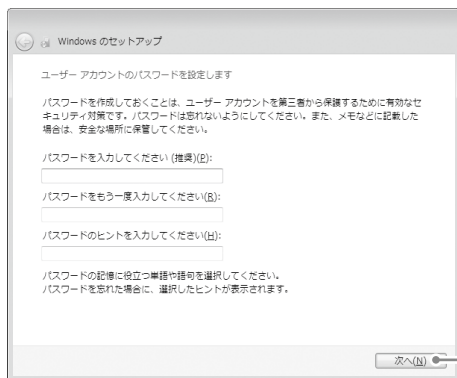 Windows のセットアップ
ユーザー アカウントのパスワードを設定します
パスワードを作成しておくことは、ユーザー アカウントを第三者から保護するために有効なセ
キュリティ対策です。パスワードは忘れないようにしてください。また、メモなどに記載した
場合は、安全な場所に保管してください。
パスワードを入力してください (推奨)(P):
パスワードをもう一度入力してください(R):
パスワードのヒントを入力してください(H):
パスワードの記憶に役立つ単語や語句を選択してください。
パスワードを忘れた場合に、選択したヒントが表示されます。
次へ(N)